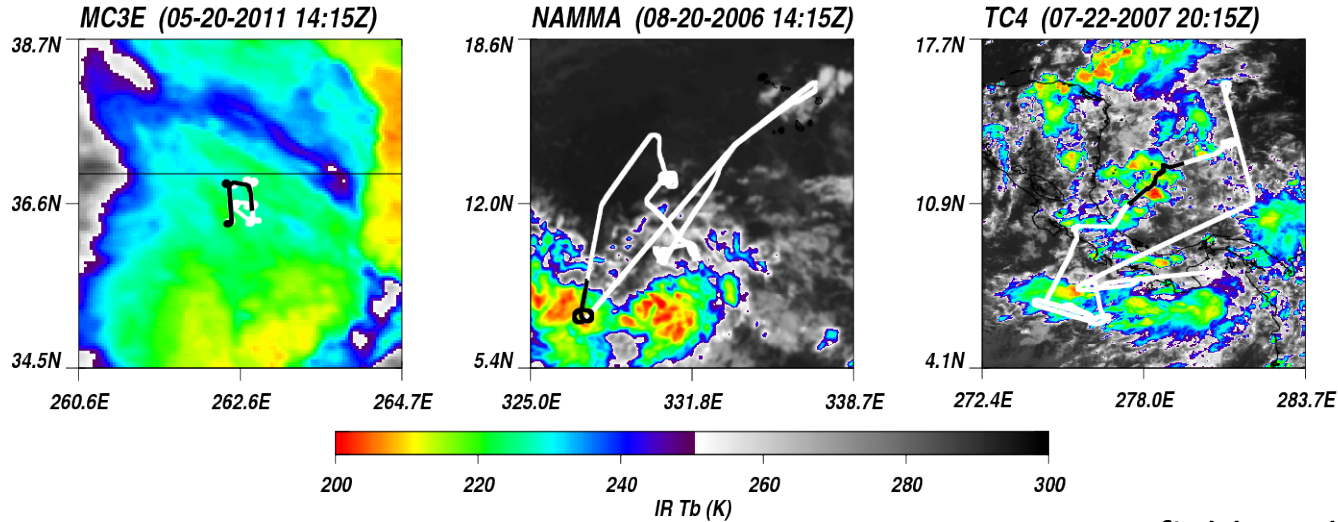 MC3E (05-20-2011 14:15Z)
NAMMA (08-20-2006 14:15Z)
TC4 (07-22-2007 20:15Z)
38.7N
36.6N
34.5N
260.6E 262.6E 264.7E
18.6N
12.0N
5.4N
325.0E 331.8E 338.7E
17.7N
10.9N
4.1N
272.4E 278.0E 283.7E
200 220 240 260 280 300
IR Tb (K)